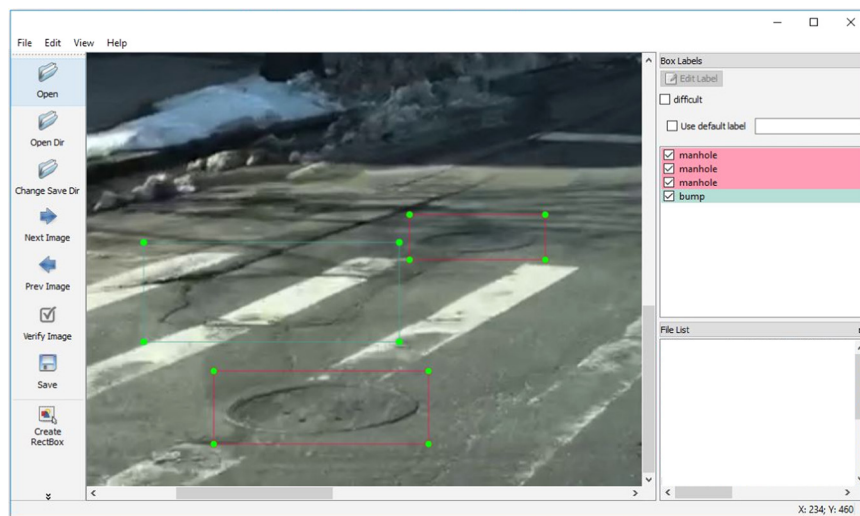 File Edit View Help
Open
Open Dir
Change Save Dir
Next Image
Prev Image
Verify Image
Save
Create
RectBox
Box Labels
Edit Label
difficult
Use default label
manhole
manhole
manhole
bump
File List
X: 234; Y: 460